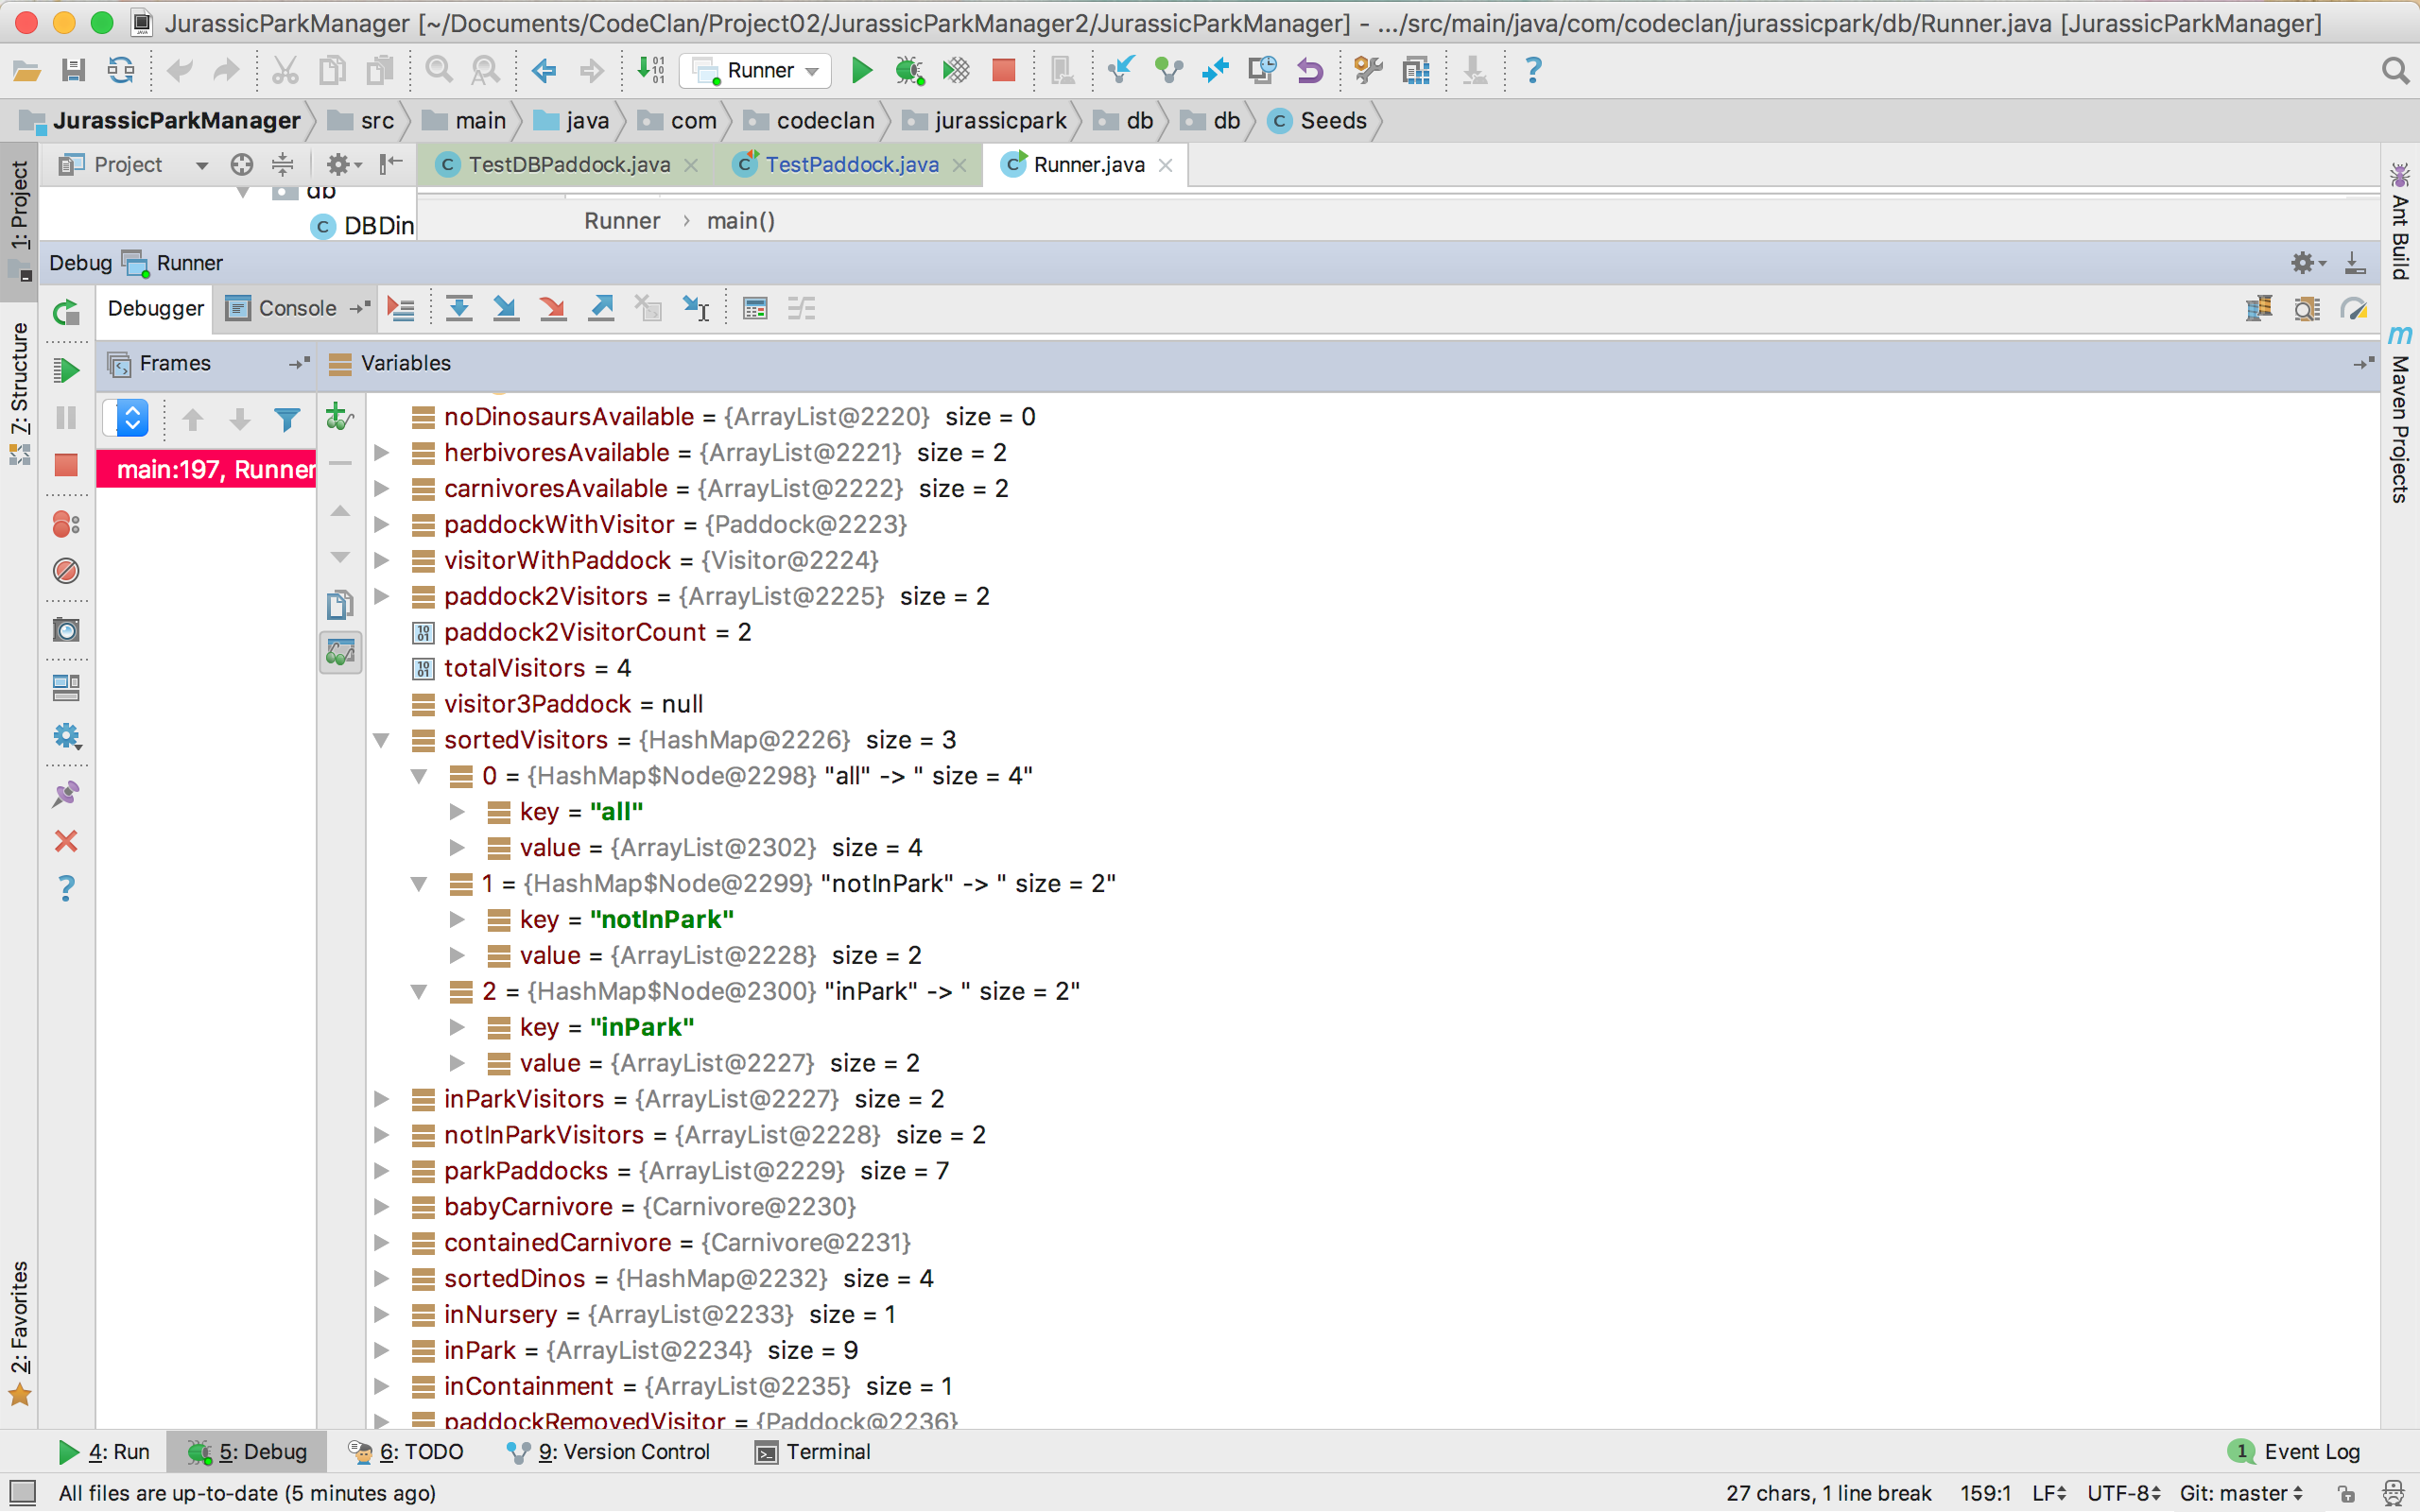 JurassicParkManager [~/Documents/CodeClan/Project02/JurassicParkManager2/JurassicParkManager] - .../src/main/java/com/codeclan/jurassicpark/db/Runner.java [JurassicParkManager]
Runner
JurassicParkManager src main java com codeclan jurassicpark db db Seeds
Project TestDBPaddock.java TestPaddock.java Runner.java
db
DBDin
Runner › main()
Debug Runner
Debugger Console
Frames Variables
main:197, Runner
noDinosaursAvailable = {ArrayList@2220} size = 0
herbivoresAvailable = {ArrayList@2221} size = 2
carnivoresAvailable = {ArrayList@2222} size = 2
paddockWithVisitor = {Paddock@2223}
visitorWithPaddock = {Visitor@2224}
paddock2Visitors = {ArrayList@2225} size = 2
paddock2VisitorCount = 2
totalVisitors = 4
visitor3Paddock = null
sortedVisitors = {HashMap@2226} size = 3
0 = {HashMap$Node@2298} "all" -> " size = 4"
key = "all"
value = {ArrayList@2302} size = 4
1 = {HashMap$Node@2299} "notInPark" -> " size = 2"
key = "notInPark"
value = {ArrayList@2228} size = 2
2 = {HashMap$Node@2300} "inPark" -> " size = 2"
key = "inPark"
value = {ArrayList@2227} size = 2
inParkVisitors = {ArrayList@2227} size = 2
notInParkVisitors = {ArrayList@2228} size = 2
parkPaddocks = {ArrayList@2229} size = 7
babyCarnivore = {Carnivore@2230}
containedCarnivore = {Carnivore@2231}
sortedDinos = {HashMap@2232} size = 4
inNursery = {ArrayList@2233} size = 1
inPark = {ArrayList@2234} size = 9
inContainment = {ArrayList@2235} size = 1
paddockRemovedVisitor = {Paddock@2236}
1: Project
7: Structure
2: Favorites
Ant Build
Maven Projects
4: Run 5: Debug 6: TODO 9: Version Control Terminal 1 Event Log
All files are up-to-date (5 minutes ago) 27 chars, 1 line break 159:1 LF UTF-8 Git: master